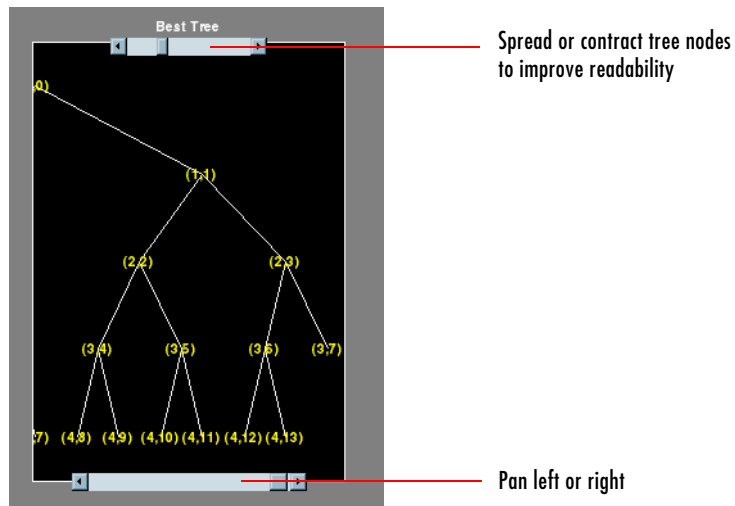 Best Tree
Spread or contract tree nodes
to improve readability
,0)
(1,1)
(2,2) (2,3)
(3,4) (3,5) (3,6) (3,7)
,7) (4,8) (4,9) (4,10) (4,11) (4,12) (4,13)
Pan left or right